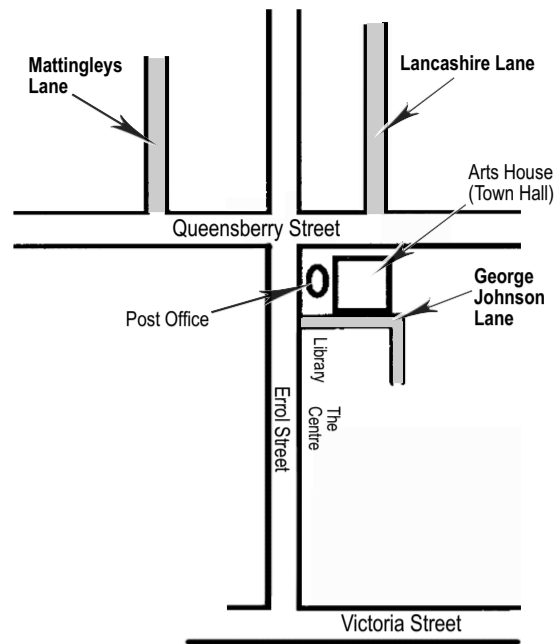 Mattingleys
Lane
Lancashire Lane
Arts House
(Town Hall)
Queensberry Street
George
Johnson
Lane
Post Office
Library
The
Centre
Errol Street
Victoria Street